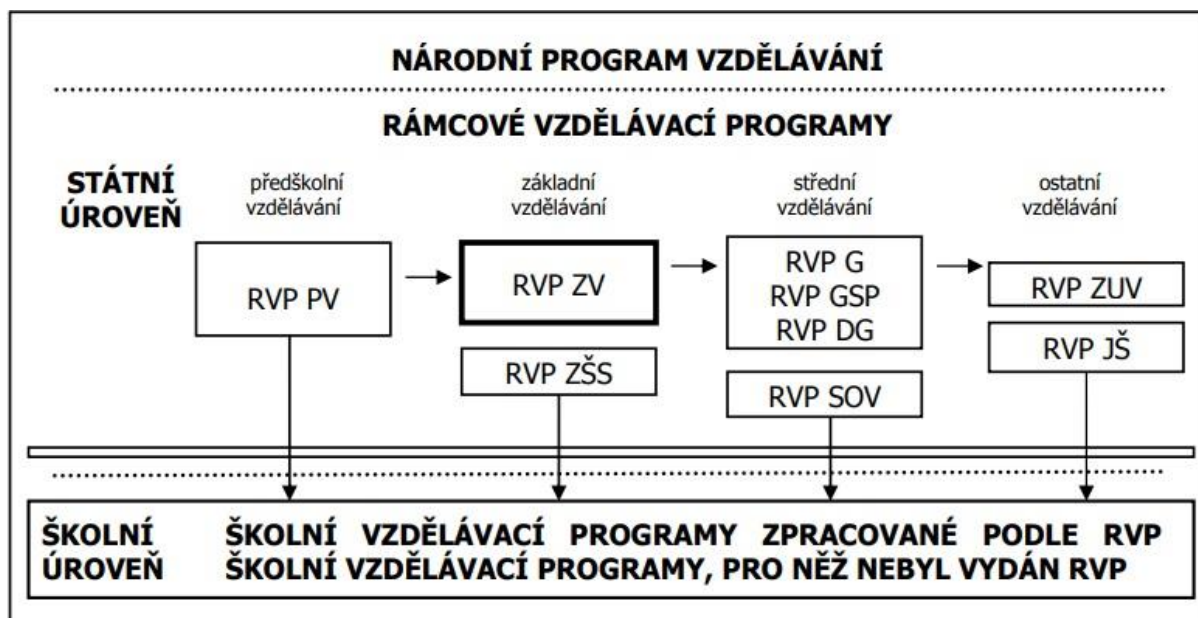 NÁRODNÍ PROGRAM VZDĚLÁVÁNÍ
RÁMCOVÉ VZDĚLÁVACÍ PROGRAMY
STÁTNÍ
ÚROVEŇ
předškolní
vzdělávání
základní
vzdělávání
střední
vzdělávání
ostatní
vzdělávání
RVP PV
RVP ZV
RVP ZŠS
RVP G
RVP GSP
RVP DG
RVP SOV
RVP ZUV
RVP JŠ
ŠKOLNÍ
ÚROVEŇ
ŠKOLNÍ VZDĚLÁVACÍ PROGRAMY ZPRACOVANÉ PODLE RVP
ŠKOLNÍ VZDĚLÁVACÍ PROGRAMY, PRO NĚŽ NEBYL VYDÁN RVP